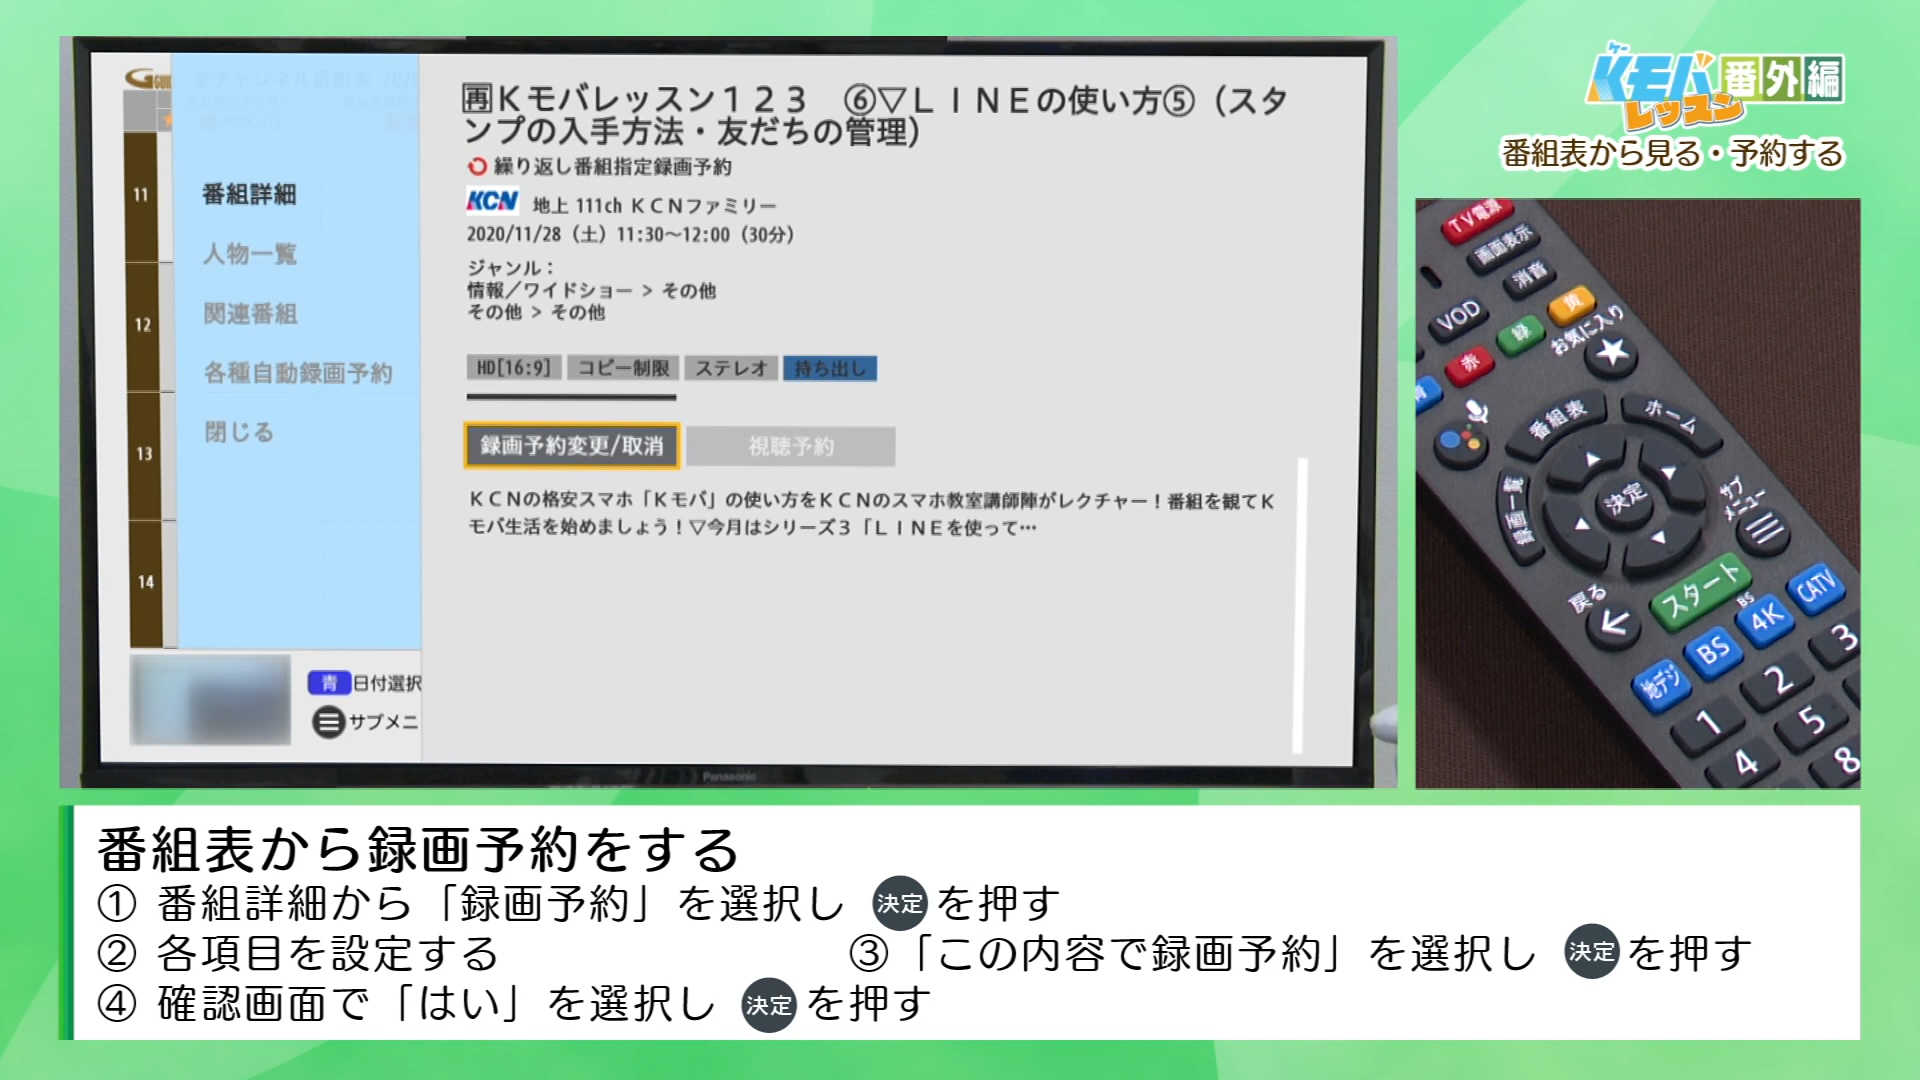 ケー
Kモバ番外編
レッスン
番組表から見る・予約する
GGUIDE
11
12
13
14
番組詳細
人物一覧
関連番組
各種自動録画予約
閉じる
青 日付選択
サブメニ
再Kモバレッスン１２３　⑥▽ＬＩＮＥの使い方⑤（スタ
ンプの入手方法・友だちの管理）
繰り返し番組指定録画予約
KCN 地上 111ch ＫＣＮファミリー
2020/11/28（土）11:30～12:00（30分）
ジャンル：
情報／ワイドショー > その他
その他 > その他
HD[16:9] コピー制限 ステレオ 持ち出し
録画予約変更/取消 視聴予約
ＫＣＮの格安スマホ「Ｋモバ」の使い方をＫＣＮのスマホ教室講師陣がレクチャー！番組を観てＫ
モバ生活を始めましょう！▽今月はシリーズ３「ＬＩＮＥを使って…
Panasonic
TV電源
画面表示
消音
VOD
黄
緑
赤
青
お気に入り
番組表
ホーム
録画一覧
決定
サブ
メニュー
戻る
スタート
地デジ
BS
BS
4K
CATV
1
2
3
4
5
8
番組表から録画予約をする
① 番組詳細から「録画予約」を選択し 決定 を押す
② 各項目を設定する ③「この内容で録画予約」を選択し 決定 を押す
④ 確認画面で「はい」を選択し 決定 を押す